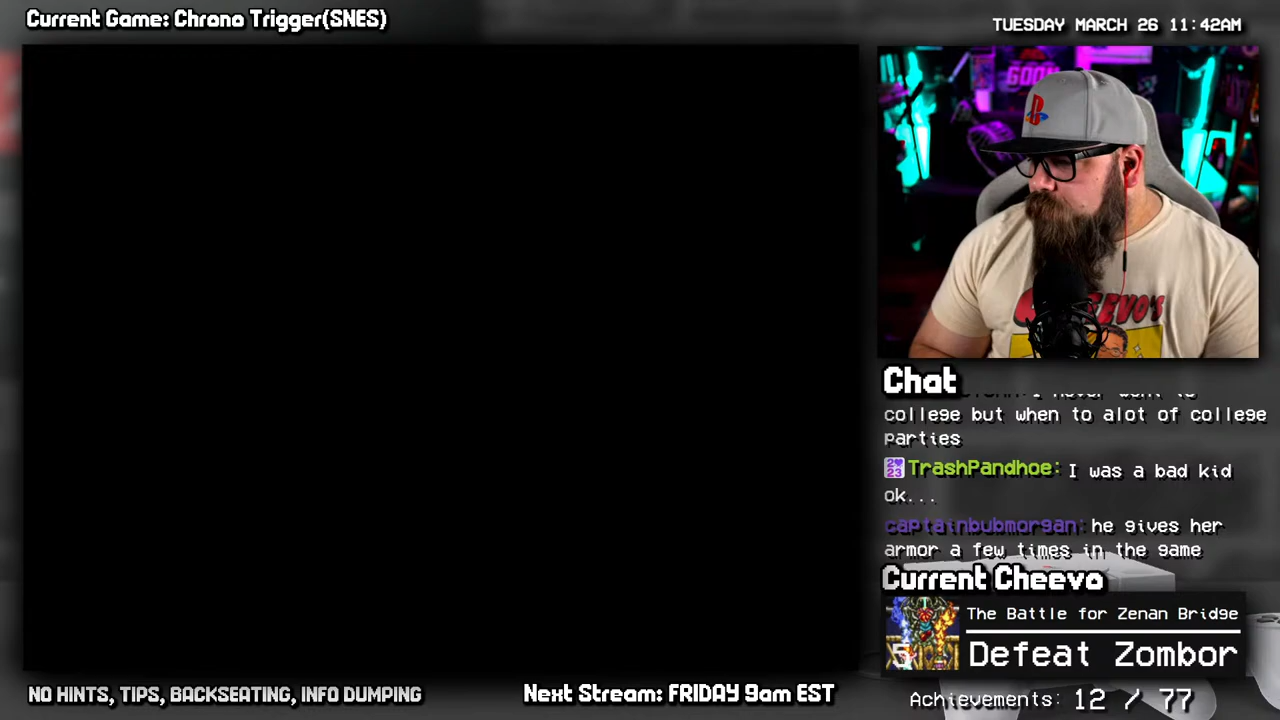 Current Game: Chrono Trigger(SNES)
TUESDAY MARCH 26 11:42AM
GOON
Chat
college but when to alot of college
parties
TrashPandhoe: I was a bad kid
ok...
captainbubmorgan: he gives her
armor a few times in the game
Current Cheevo
The Battle for Zenan Bridge
5
Defeat Zombor
NO HINTS, TIPS, BACKSEATING, INFO DUMPING
Next Stream: FRIDAY 9am EST
Achievements: 12 / 77